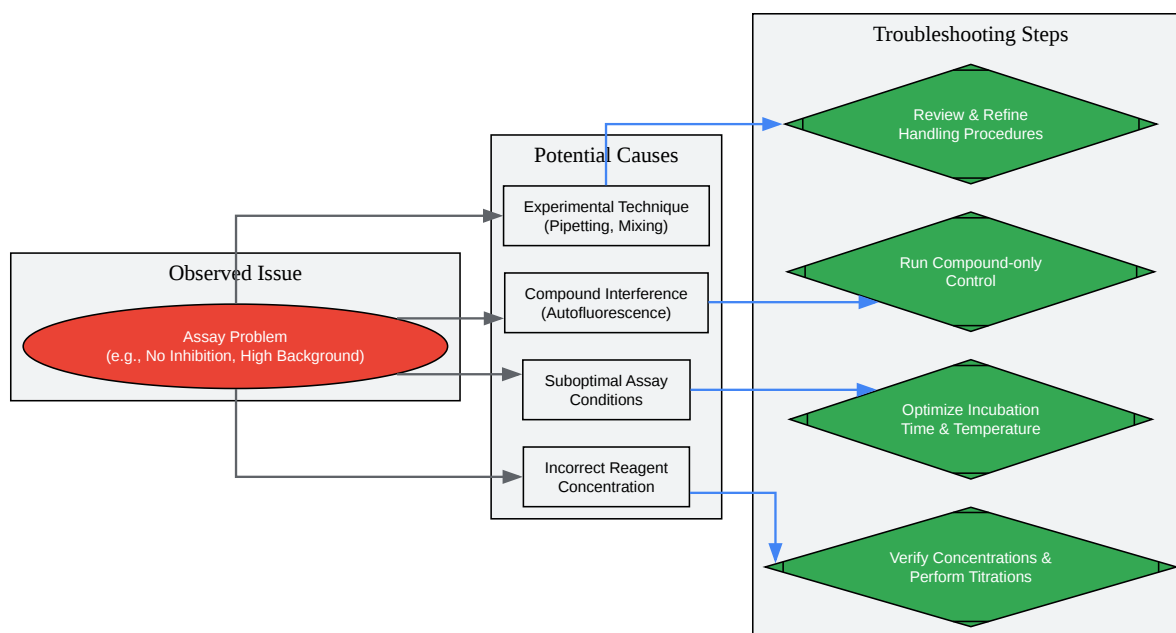 Observed Issue
Assay Problem
(e.g., No Inhibition, High Background)
Potential Causes
Experimental Technique
(Pipetting, Mixing)
Compound Interference
(Autofluorescence)
Suboptimal Assay
Conditions
Incorrect Reagent
Concentration
Troubleshooting Steps
Review & Refine
Handling Procedures
Run Compound-only
Control
Optimize Incubation
Time & Temperature
Verify Concentrations &
Perform Titrations